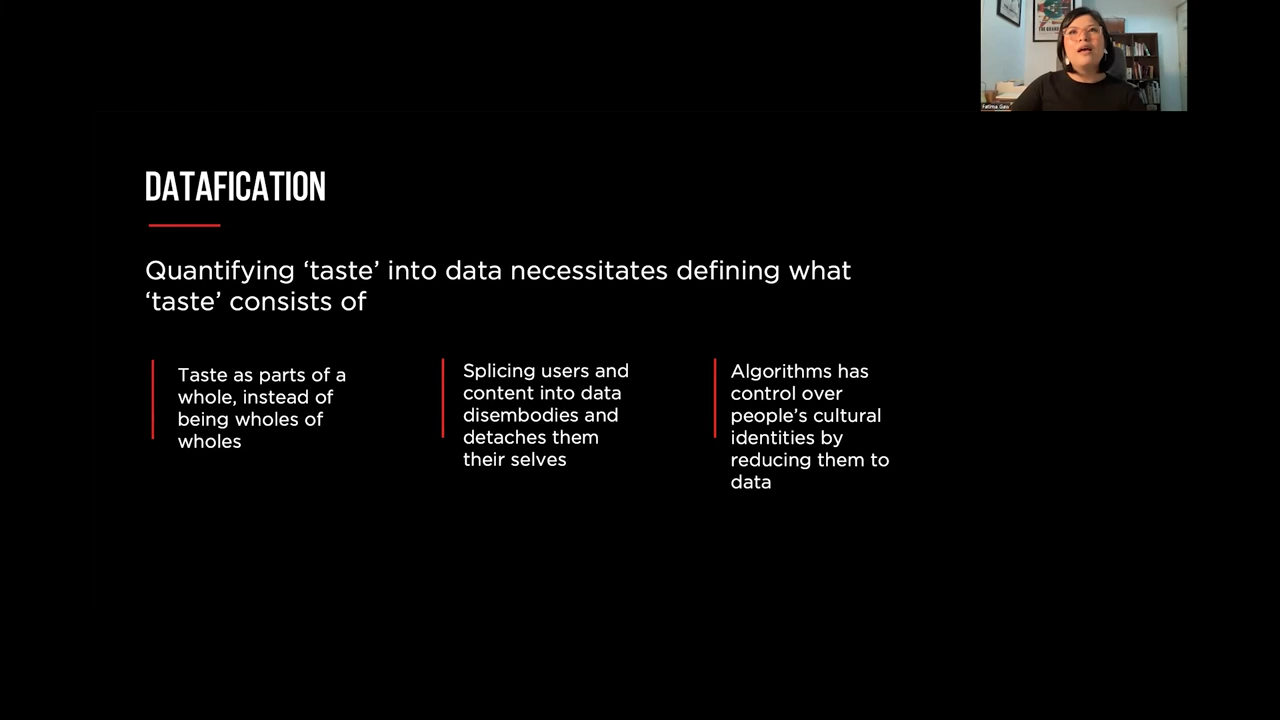 Fatima Gaw
DATAFICATION
Quantifying ‘taste’ into data necessitates defining what
‘taste’ consists of
Taste as parts of a
whole, instead of
being wholes of
wholes
Splicing users and
content into data
disembodies and
detaches them
their selves
Algorithms has
control over
people’s cultural
identities by
reducing them to
data